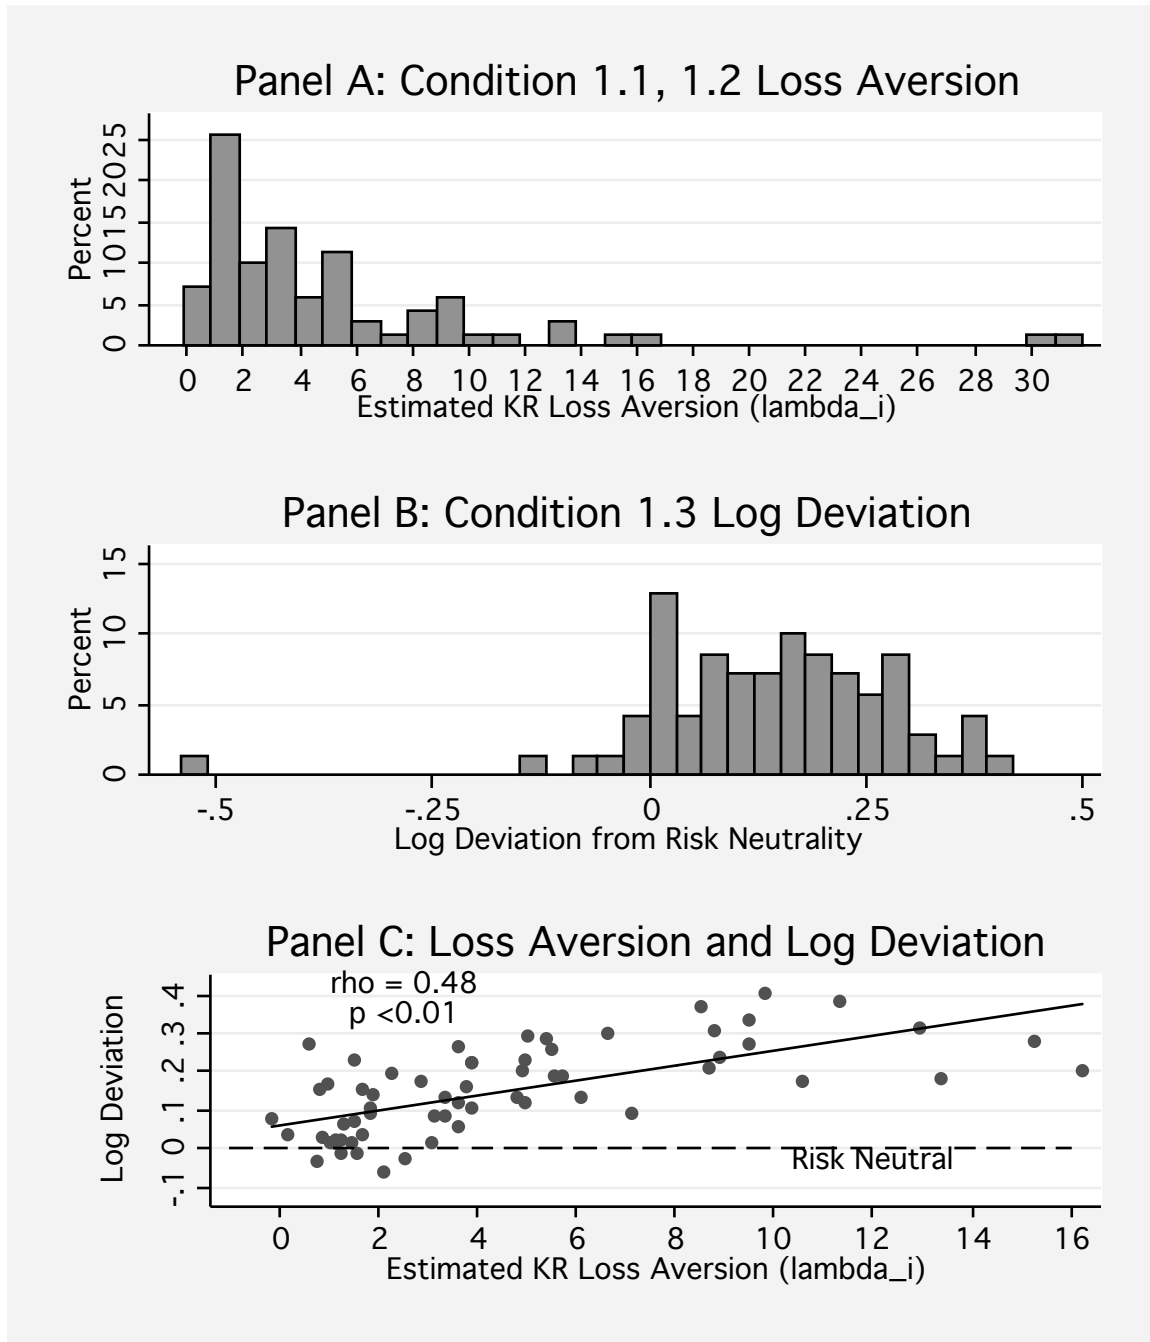 Panel A: Condition 1.1, 1.2 Loss Aversion
Percent
25
20
15
10
5
0
0 2 4 6 8 10 12 14 16 18 20 22 24 26 28 30
Estimated KR Loss Aversion (lambda_i)
Panel B: Condition 1.3 Log Deviation
Percent
15
10
5
0
-.5 -.25 0 .25 .5
Log Deviation from Risk Neutrality
Panel C: Loss Aversion and Log Deviation
rho = 0.48
p <0.01
Log Deviation
.4
.3
.2
.1
0
-.1
Risk Neutral
0 2 4 6 8 10 12 14 16
Estimated KR Loss Aversion (lambda_i)